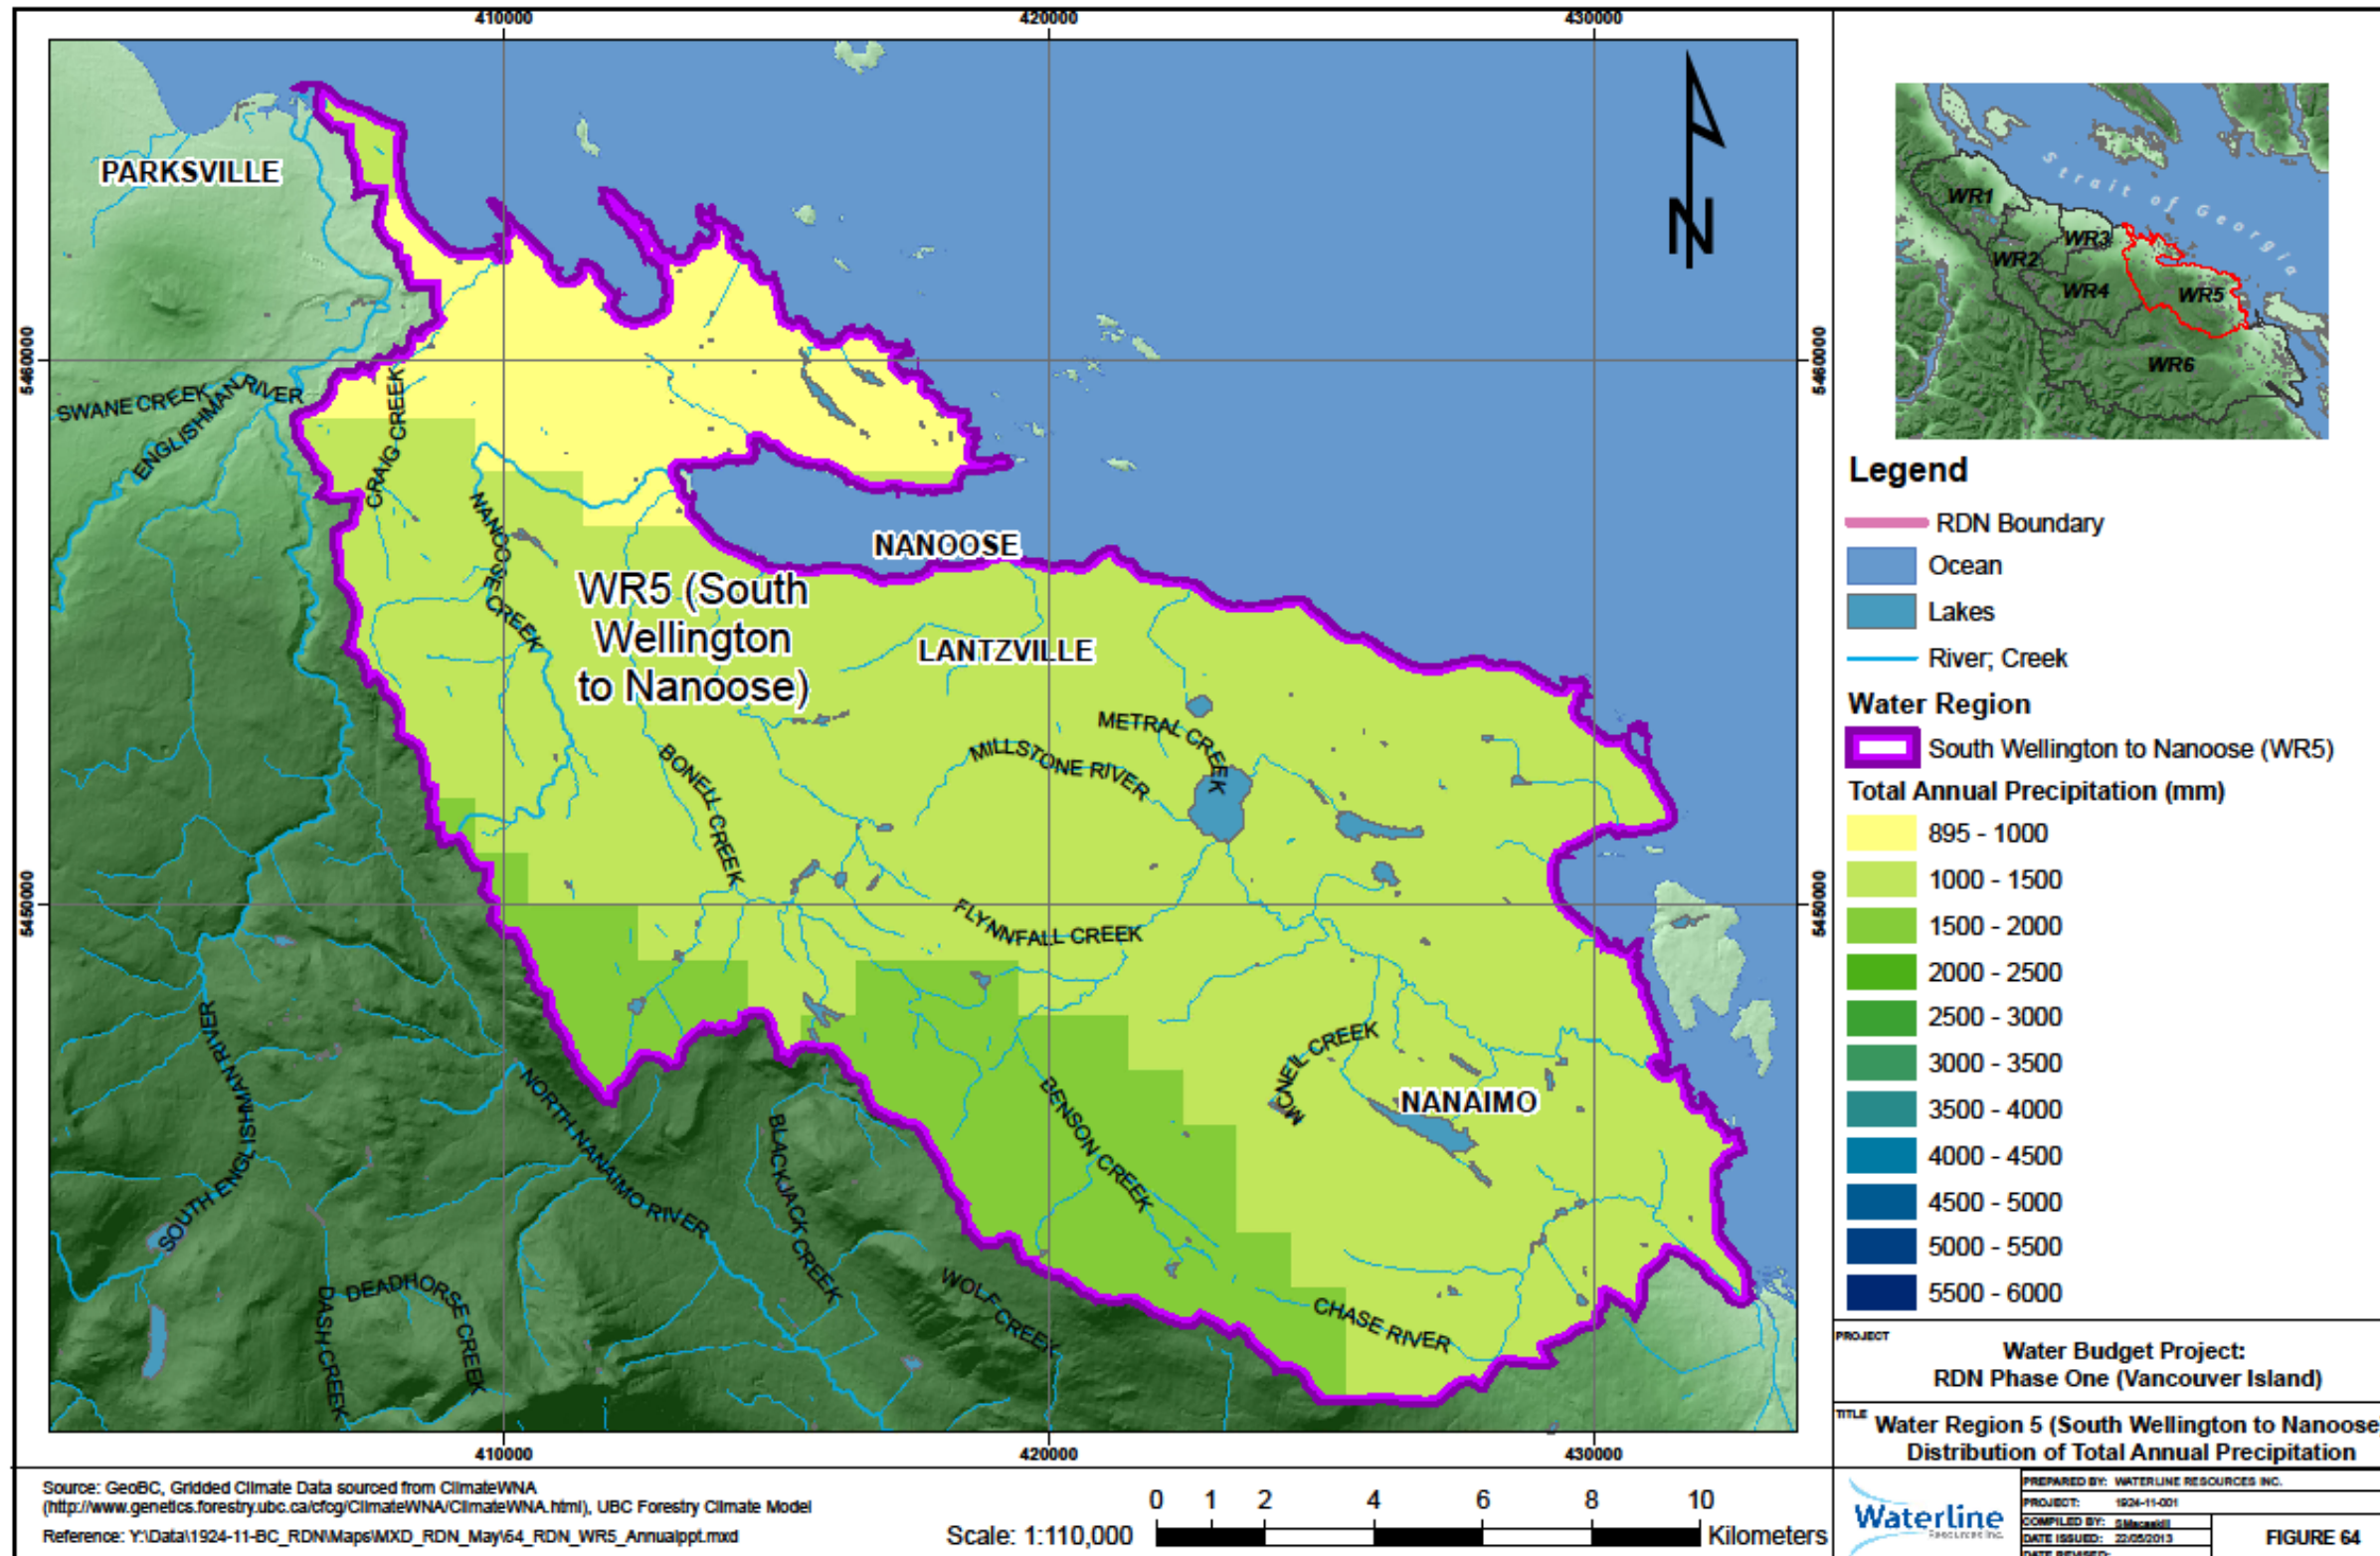 410000
420000
430000
PARKSVILLE
N
5460000
5460000
SWANE CREEK
ENGLISHMAN RIVER
CRAIG CREEK
NANOOSE CREEK
NANOOSE
WR5 (South
Wellington
to Nanoose)
LANTZVILLE
METRAL CREEK
MILLSTONE RIVER
BONELL CREEK
5450000
5450000
FLYNNFALL CREEK
SOUTH ENGLISHMAN RIVER
NORTH NANAIMO RIVER
MCNEIL CREEK
NANAIMO
BENSON CREEK
BLACKJACK CREEK
DEADHORSE CREEK
DASH CREEK
WOLF CREEK
CHASE RIVER
410000
420000
430000
Strait of Georgia
WR1
WR3
WR2
WR4
WR5
WR6
Legend
RDN Boundary
Ocean
Lakes
River; Creek
Water Region
South Wellington to Nanoose (WR5)
Total Annual Precipitation (mm)
895 - 1000
1000 - 1500
1500 - 2000
2000 - 2500
2500 - 3000
3000 - 3500
3500 - 4000
4000 - 4500
4500 - 5000
5000 - 5500
5500 - 6000
PROJECT
Water Budget Project:
RDN Phase One (Vancouver Island)
TITLE
Water Region 5 (South Wellington to Nanoose
Distribution of Total Annual Precipitation
Source: GeoBC, Gridded Climate Data sourced from ClimateWNA
(http://www.genetics.forestry.ubc.ca/cfcg/ClimateWNA/ClimateWNA.html), UBC Forestry Climate Model
Reference: Y:\Data\1924-11-BC_RDN\Maps\MXD_RDN_May\64_RDN_WR5_Annualppt.mxd
0 1 2 4 6 8 10
Scale: 1:110,000
Kilometers
Waterline
Resources Inc.
PREPARED BY: WATERLINE RESOURCES INC.
PROJECT: 1924-11-001
COMPILED BY:
DATE ISSUED: 22/05/2013
DATE REVISED:
FIGURE 64